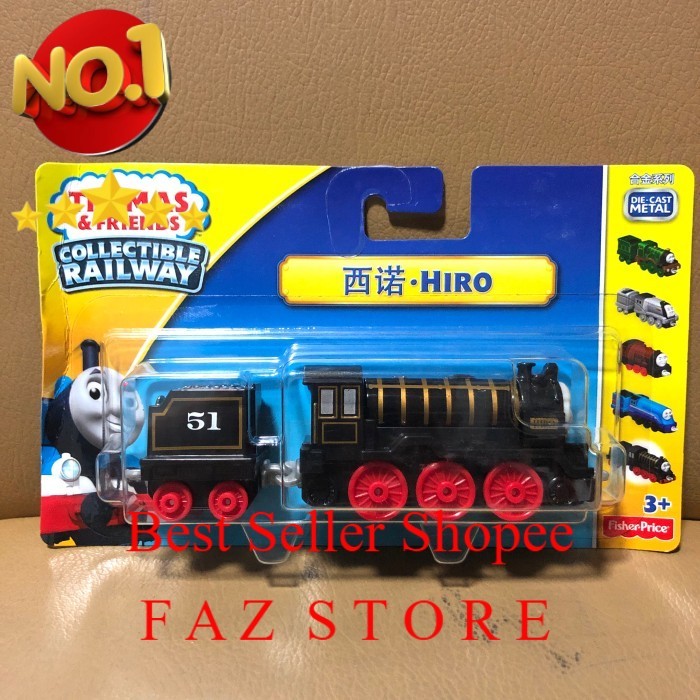 NO.1
THOMAS
& FRIENDS
COLLECTIBLE
RAILWAY
西诺·HIRO
合金系列
DIE-CAST
METAL
51
3+
Fisher-Price
Best Seller Shopee
FAZ STORE